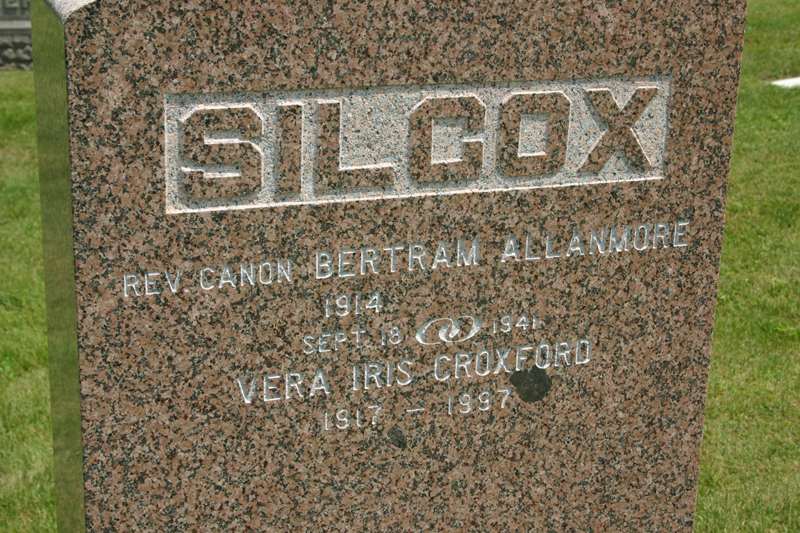 SILCOX
REV. CANON BERTRAM ALLANMORE
1914
SEPT. 18 1941
VERA IRIS CROXFORD
1917 - 1997